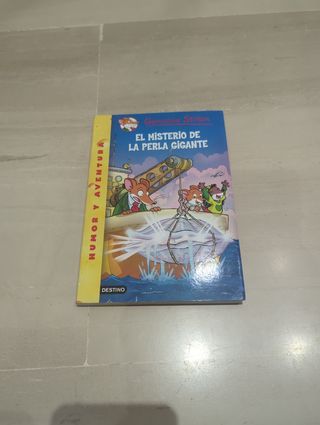 Geronimo Stilton
EL MISTERIO DE
LA PERLA GIGANTE
HUMOR Y AVENTURA
DESTINO